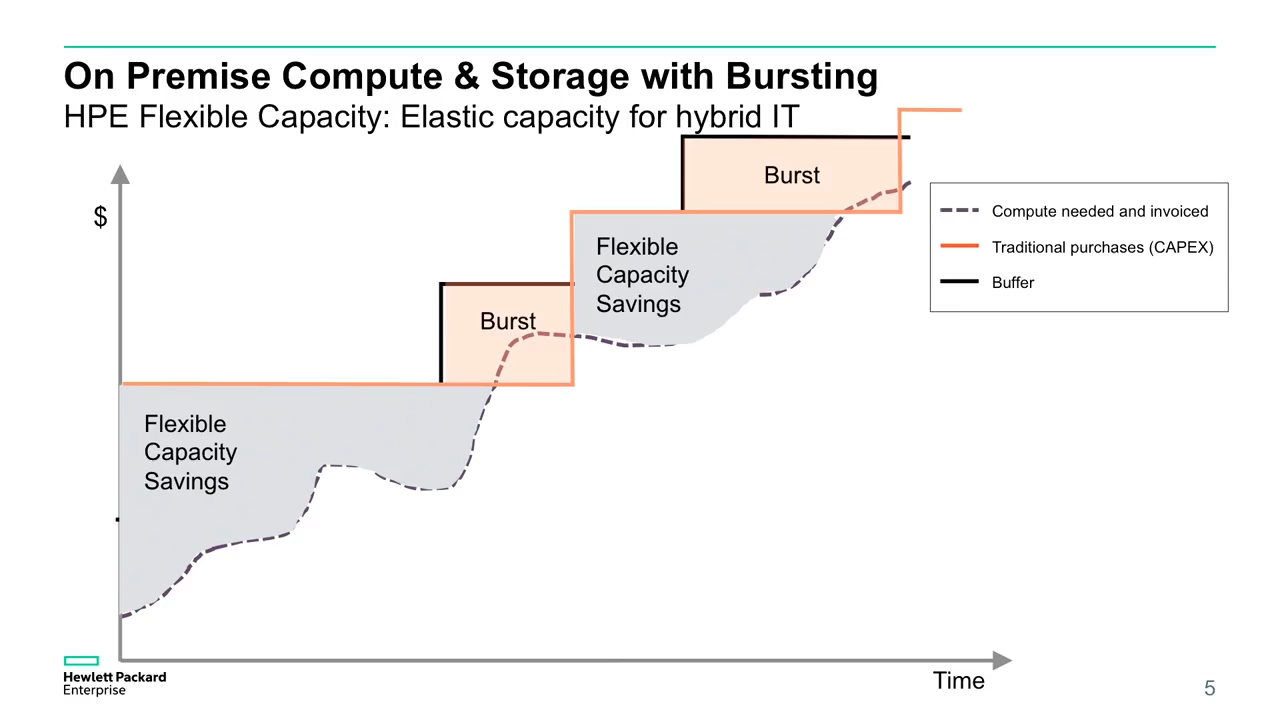 On Premise Compute & Storage with Bursting
HPE Flexible Capacity: Elastic capacity for hybrid IT
$
Burst
Compute needed and invoiced
Traditional purchases (CAPEX)
Buffer
Flexible
Capacity
Savings
Burst
Flexible
Capacity
Savings
Time
Hewlett Packard
Enterprise
5